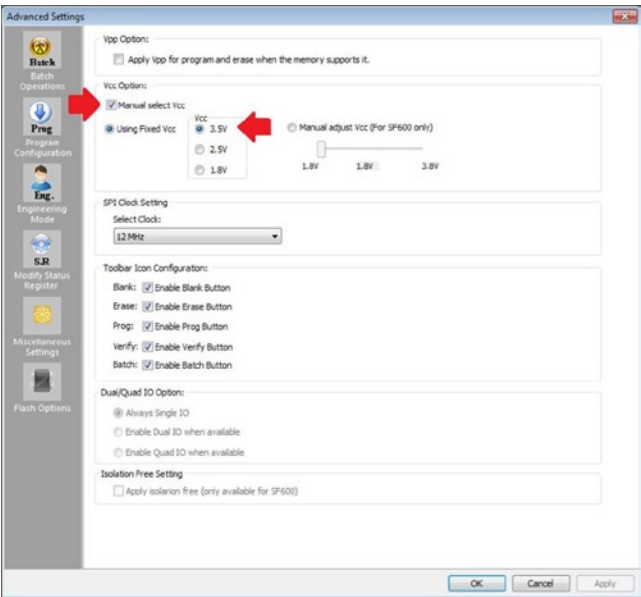 Advanced Settings
Batch
Batch
Operations
Prog
Program
Configuration
Eng.
Engineering
Mode
S.R
Modify Status
Register
Miscellaneous
Settings
Flash Options
Vpp Option:
Apply Vpp for program and erase when the memory supports it.
Vcc Option:
Manual select Vcc
Using Fixed Vcc
Vcc
3.5V
2.5V
1.8V
Manual adjust Vcc (For SF600 only)
1.8V 1.8V 3.8V
SPI Clock Setting
Select Clock:
12 MHz
Toolbar Icon Configuration:
Blank: Enable Blank Button
Erase: Enable Erase Button
Prog: Enable Prog Button
Verify: Enable Verify Button
Batch: Enable Batch Button
Dual/Quad IO Option:
Always Single IO
Enable Dual IO when available
Enable Quad IO when available
Isolation Free Setting
Apply isolarion free (only available for SF600)
OK Cancel Apply